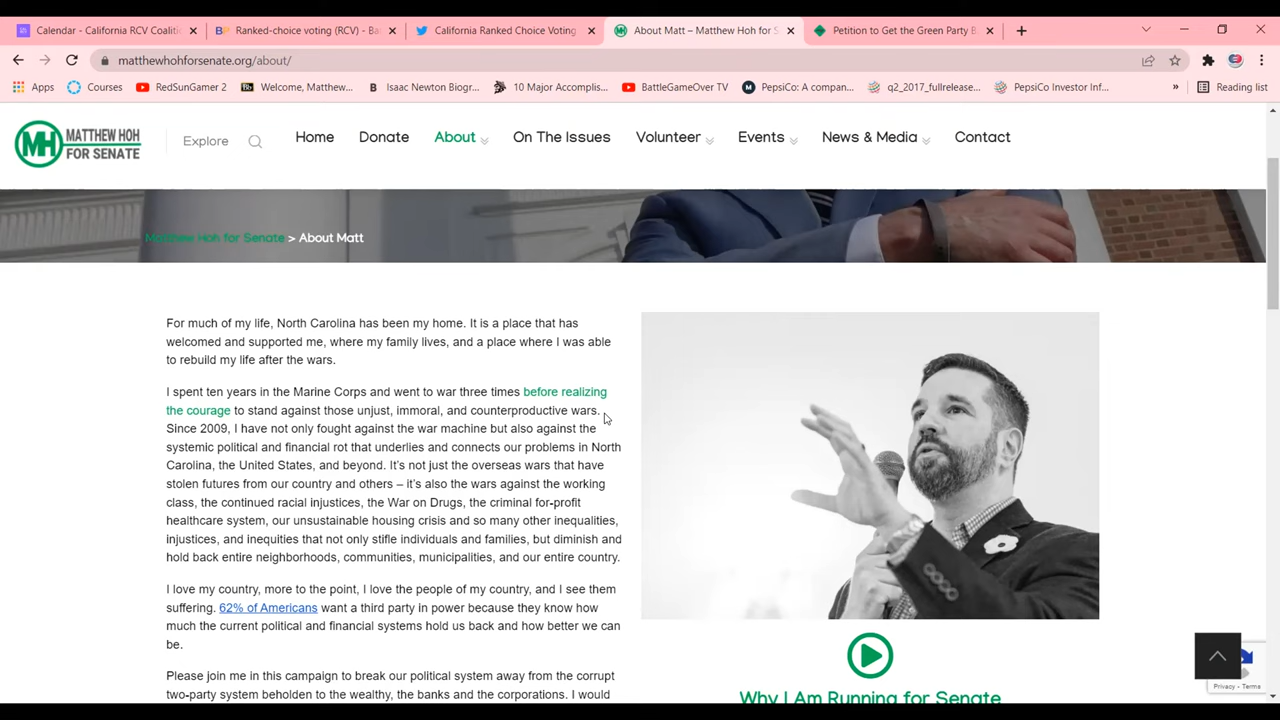 Calendar - California RCV Coaliti
Ranked-choice voting (RCV) - Ba
California Ranked Choice Voting
About Matt – Matthew Hoh for S
Petition to Get the Green Party B
matthewhohforsenate.org/about/
Apps
Courses
RedSunGamer 2
Welcome, Matthew...
Isaac Newton Biogr...
10 Major Accomplis...
BattleGameOver TV
PepsiCo: A compan...
q2_2017_fullrelease...
PepsiCo Investor Inf...
»
Reading list
MH MATTHEW HOH
FOR SENATE
Explore
Home
Donate
About
On The Issues
Volunteer
Events
News & Media
Contact
Matthew Hoh for Senate > About Matt
For much of my life, North Carolina has been my home. It is a place that has
welcomed and supported me, where my family lives, and a place where I was able
to rebuild my life after the wars.
I spent ten years in the Marine Corps and went to war three times before realizing
the courage to stand against those unjust, immoral, and counterproductive wars.
Since 2009, I have not only fought against the war machine but also against the
systemic political and financial rot that underlies and connects our problems in North
Carolina, the United States, and beyond. It’s not just the overseas wars that have
stolen futures from our country and others – it’s also the wars against the working
class, the continued racial injustices, the War on Drugs, the criminal for-profit
healthcare system, our unsustainable housing crisis and so many other inequalities,
injustices, and inequities that not only stifle individuals and families, but diminish and
hold back entire neighborhoods, communities, municipalities, and our entire country.
I love my country, more to the point, I love the people of my country, and I see them
suffering. 62% of Americans want a third party in power because they know how
much the current political and financial systems hold us back and how better we can
be.
Please join me in this campaign to break our political system away from the corrupt
two-party system beholden to the wealthy, the banks and the corporations. I would
Why I Am Running for Senate
Privacy - Terms